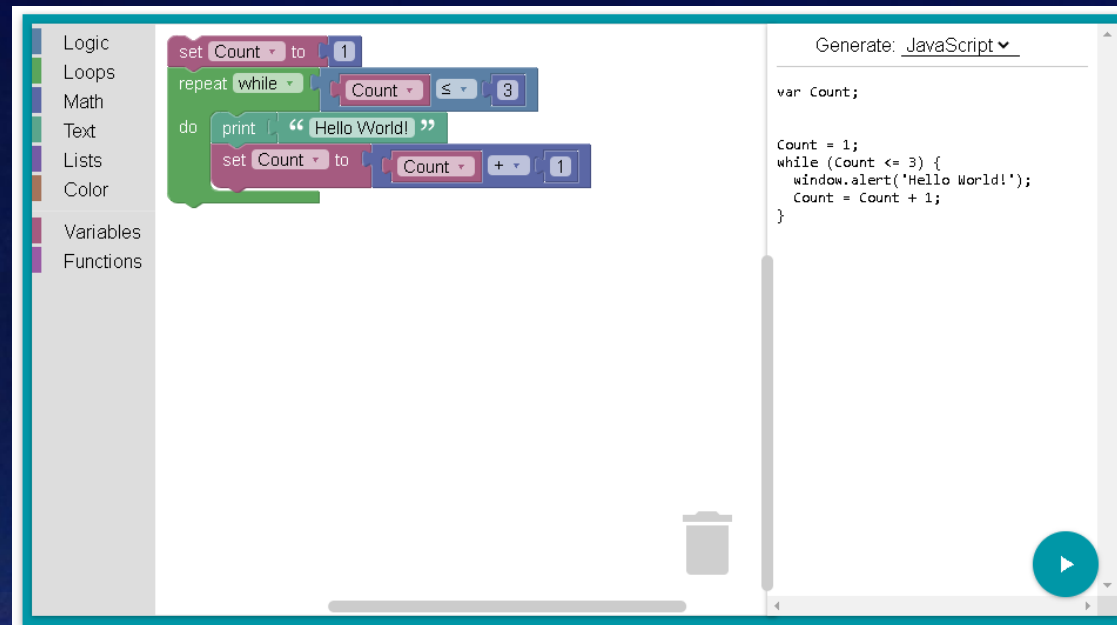 Logic
Loops
Math
Text
Lists
Color
Variables
Functions
set Count to 1
repeat while Count ≤ 3
do print “ Hello World! ”
set Count to Count + 1
Generate: JavaScript
var Count;
Count = 1;
while (Count <= 3) {
  window.alert('Hello World!');
  Count = Count + 1;
}